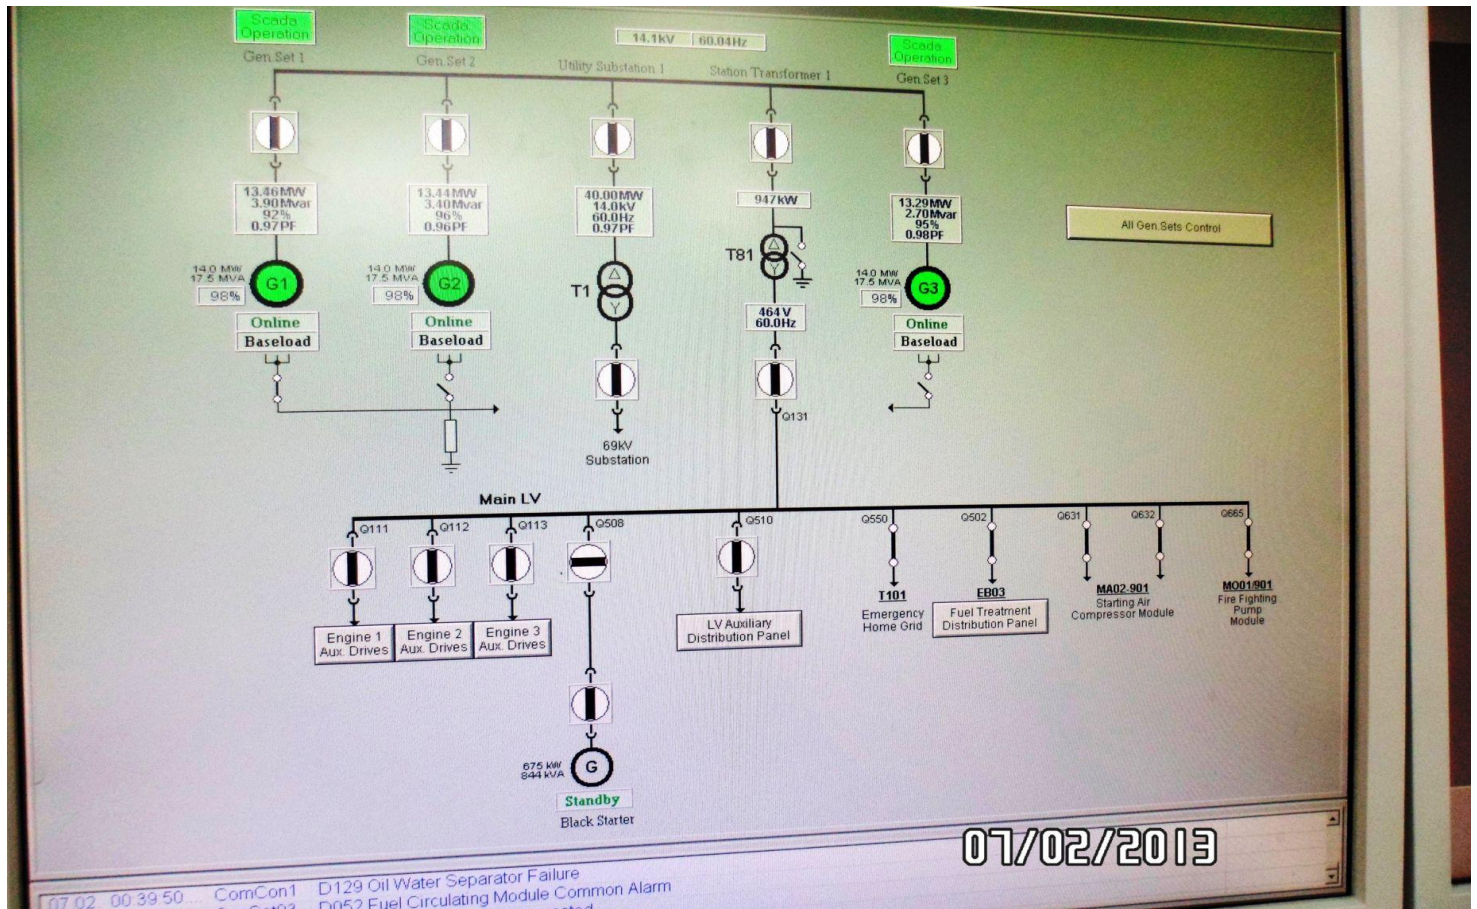 Scada
Operation
Gen.Set 1
Scada
Operation
Gen.Set 2
Utility Substation 1
14.1kV 60.04Hz
Station Transformer 1
Scada
Operation
Gen.Set 3
13.46MW
3.90Mvar
92%
0.97PF
13.44MW
3.40Mvar
96%
0.96PF
40.00MW
14.0kV
60.0Hz
0.97PF
947kW
13.29MW
2.70Mvar
95%
0.98PF
All Gen.Sets Control
14.0 MW
17.5 MVA
98%
G1
Online
Baseload
14.0 MW
17.5 MVA
98%
G2
Online
Baseload
T1
T81
464V
60.0Hz
14.0 MW
17.5 MVA
98%
G3
Online
Baseload
Q131
69kV
Substation
Main LV
Q111
Q112
Q113
Q508
Q510
Q550
Q502
Q631
Q632
Q665
Engine 1
Aux. Drives
Engine 2
Aux. Drives
Engine 3
Aux. Drives
LV Auxiliary
Distribution Panel
T101
Emergency
Home Grid
EB03
Fuel Treatment
Distribution Panel
MA02-901
Starting Air
Compressor Module
MO01/901
Fire Fighting
Pump
Module
675 kW
844 kVA
G
Standby
Black Starter
07/02/2013
07.02. 00:39:50... ComCon1 D129 Oil Water Separator Failure
D052 Fuel Circulating Module Common Alarm